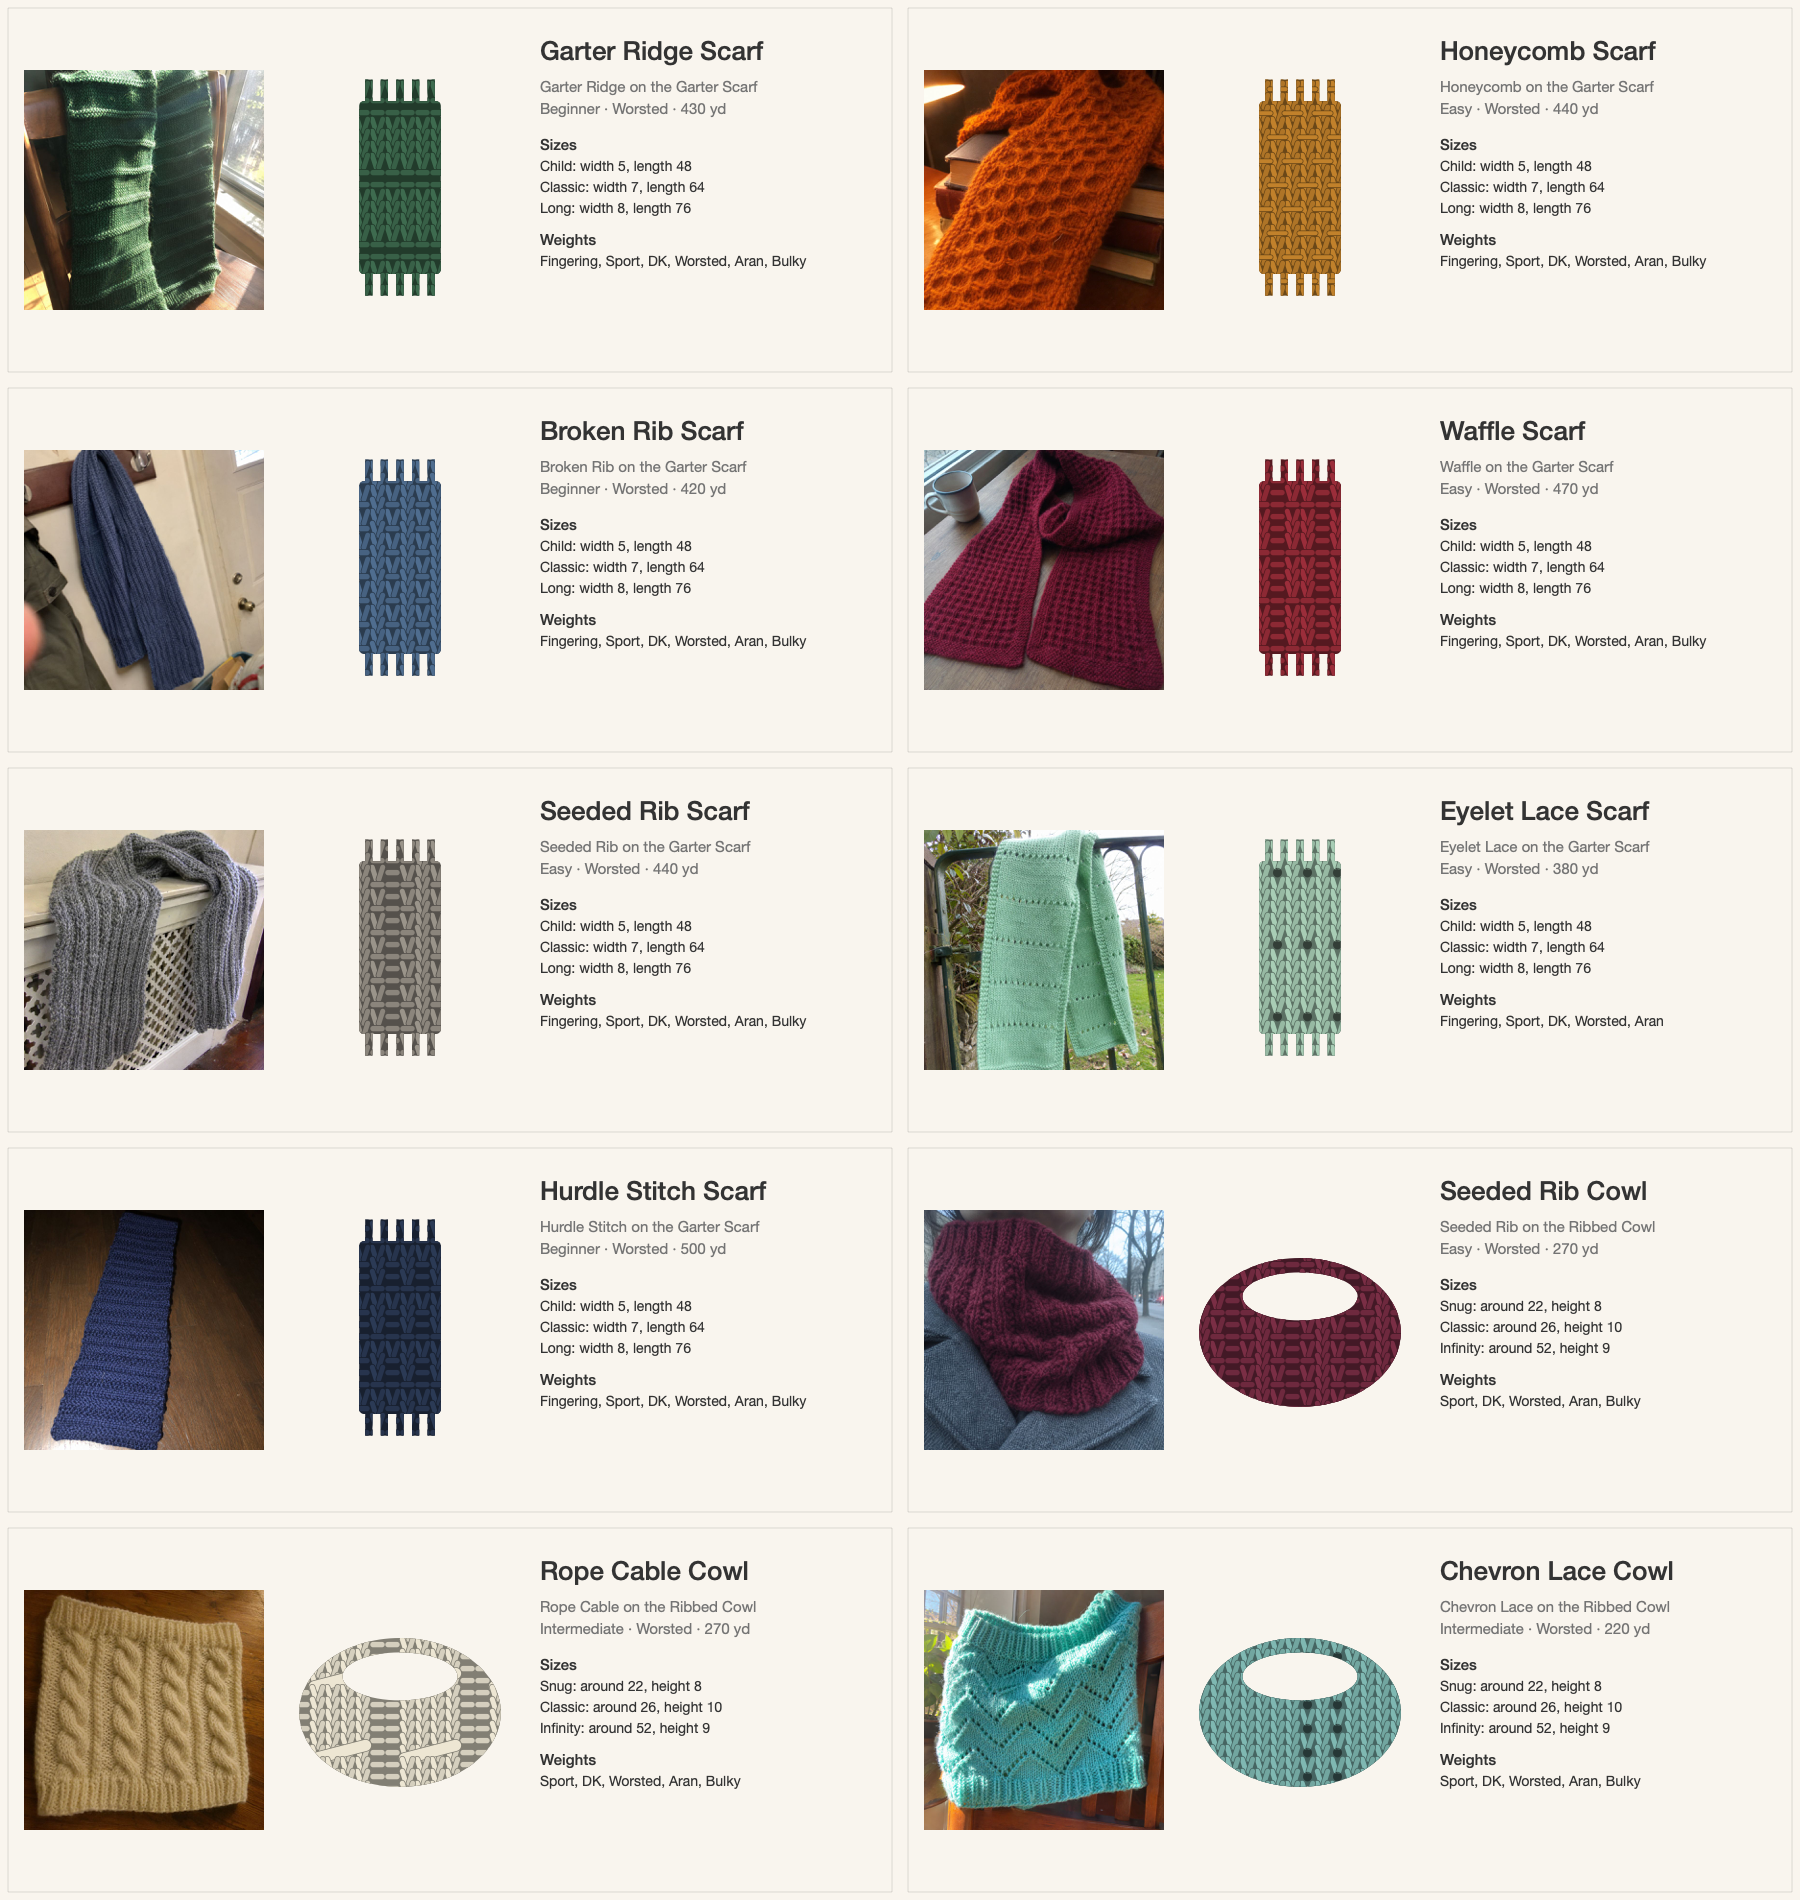 Garter Ridge Scarf
Garter Ridge on the Garter Scarf
Beginner · Worsted · 430 yd
Sizes
Child: width 5, length 48
Classic: width 7, length 64
Long: width 8, length 76
Weights
Fingering, Sport, DK, Worsted, Aran, Bulky
Honeycomb Scarf
Honeycomb on the Garter Scarf
Easy · Worsted · 440 yd
Sizes
Child: width 5, length 48
Classic: width 7, length 64
Long: width 8, length 76
Weights
Fingering, Sport, DK, Worsted, Aran, Bulky
Broken Rib Scarf
Broken Rib on the Garter Scarf
Beginner · Worsted · 420 yd
Sizes
Child: width 5, length 48
Classic: width 7, length 64
Long: width 8, length 76
Weights
Fingering, Sport, DK, Worsted, Aran, Bulky
Waffle Scarf
Waffle on the Garter Scarf
Easy · Worsted · 470 yd
Sizes
Child: width 5, length 48
Classic: width 7, length 64
Long: width 8, length 76
Weights
Fingering, Sport, DK, Worsted, Aran, Bulky
Seeded Rib Scarf
Seeded Rib on the Garter Scarf
Easy · Worsted · 440 yd
Sizes
Child: width 5, length 48
Classic: width 7, length 64
Long: width 8, length 76
Weights
Fingering, Sport, DK, Worsted, Aran, Bulky
Eyelet Lace Scarf
Eyelet Lace on the Garter Scarf
Easy · Worsted · 380 yd
Sizes
Child: width 5, length 48
Classic: width 7, length 64
Long: width 8, length 76
Weights
Fingering, Sport, DK, Worsted, Aran
Hurdle Stitch Scarf
Hurdle Stitch on the Garter Scarf
Beginner · Worsted · 500 yd
Sizes
Child: width 5, length 48
Classic: width 7, length 64
Long: width 8, length 76
Weights
Fingering, Sport, DK, Worsted, Aran, Bulky
Seeded Rib Cowl
Seeded Rib on the Ribbed Cowl
Easy · Worsted · 270 yd
Sizes
Snug: around 22, height 8
Classic: around 26, height 10
Infinity: around 52, height 9
Weights
Sport, DK, Worsted, Aran, Bulky
Rope Cable Cowl
Rope Cable on the Ribbed Cowl
Intermediate · Worsted · 270 yd
Sizes
Snug: around 22, height 8
Classic: around 26, height 10
Infinity: around 52, height 9
Weights
Sport, DK, Worsted, Aran, Bulky
Chevron Lace Cowl
Chevron Lace on the Ribbed Cowl
Intermediate · Worsted · 220 yd
Sizes
Snug: around 22, height 8
Classic: around 26, height 10
Infinity: around 52, height 9
Weights
Sport, DK, Worsted, Aran, Bulky